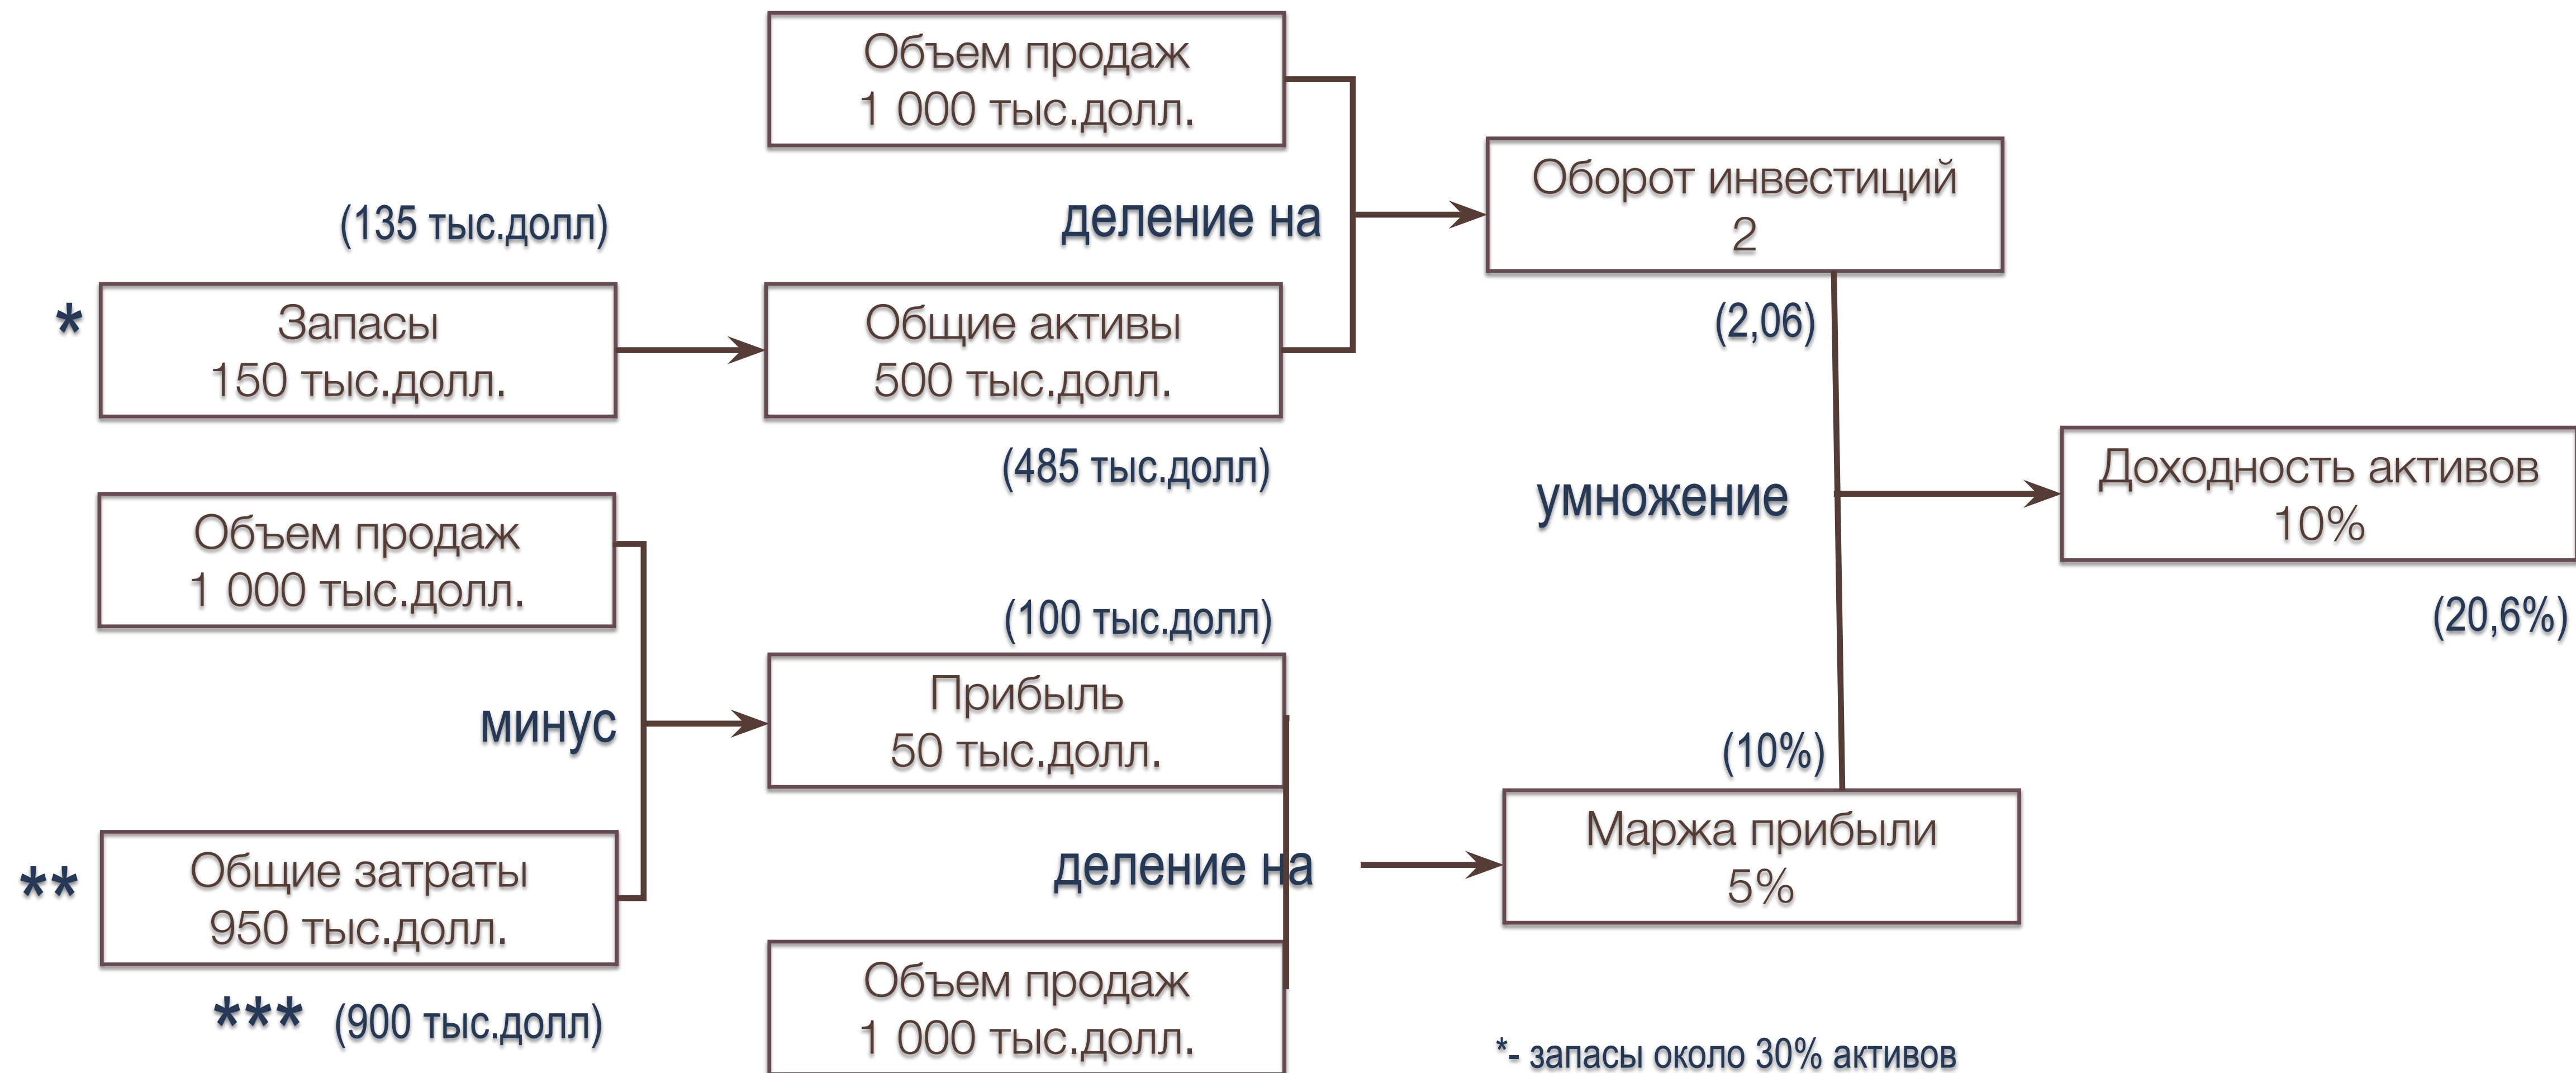 Объем продаж
1 000 тыс.долл.
Оборот инвестиций
2
(135 тыс.долл)
деление на
*
Запасы
150 тыс.долл.
Общие активы
500 тыс.долл.
(2,06)
(485 тыс.долл)
Доходность активов
10%
умножение
Объем продаж
1 000 тыс.долл.
(100 тыс.долл)
(20,6%)
Прибыль
50 тыс.долл.
минус
(10%)
Маржа прибыли
5%
деление на
**
Общие затраты
950 тыс.долл.
*** (900 тыс.долл)
Объем продаж
1 000 тыс.долл.
*- запасы около 30% активов